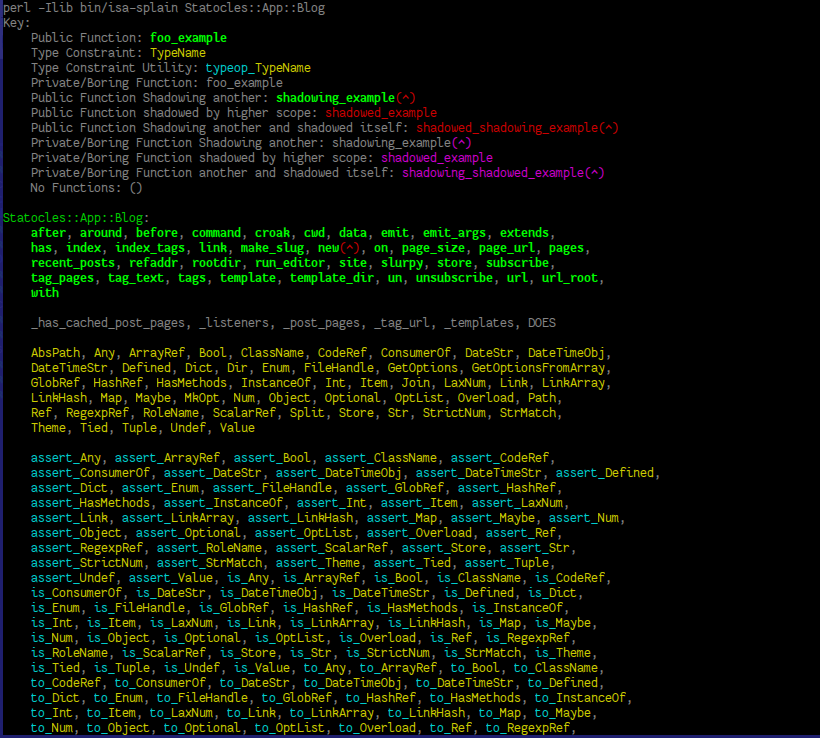 perl -Ilib bin/isa-splain Statocles::App::Blog
Key:
Public Function: foo_example
Type Constraint: TypeName
Type Constraint Utility: typeop_TypeName
Private/Boring Function: foo_example
Public Function Shadowing another: shadowing_example(^)
Public Function shadowed by higher scope: shadowed_example
Public Function Shadowing another and shadowed itself: shadowed_shadowing_example(^)
Private/Boring Function Shadowing another: shadowing_example(^)
Private/Boring Function shadowed by higher scope: shadowed_example
Private/Boring Function another and shadowed itself: shadowing_shadowed_example(^)
No Functions: ()
Statocles::App::Blog:
after, around, before, command, croak, cwd, data, emit, emit_args, extends,
has, index, index_tags, link, make_slug, new(^), on, page_size, page_url, pages,
recent_posts, refaddr, rootdir, run_editor, site, slurpy, store, subscribe,
tag_pages, tag_text, tags, template, template_dir, un, unsubscribe, url, url_root,
with
_has_cached_post_pages, _listeners, _post_pages, _tag_url, _templates, DOES
AbsPath, Any, ArrayRef, Bool, ClassName, CodeRef, ConsumerOf, DateStr, DateTimeObj,
DateTimeStr, Defined, Dict, Dir, Enum, FileHandle, GetOptions, GetOptionsFromArray,
GlobRef, HashRef, HasMethods, InstanceOf, Int, Item, Join, LaxNum, Link, LinkArray,
LinkHash, Map, Maybe, MkOpt, Num, Object, Optional, OptList, Overload, Path,
Ref, RegexpRef, RoleName, ScalarRef, Split, Store, Str, StrictNum, StrMatch,
Theme, Tied, Tuple, Undef, Value
assert_Any, assert_ArrayRef, assert_Bool, assert_ClassName, assert_CodeRef,
assert_ConsumerOf, assert_DateStr, assert_DateTimeObj, assert_DateTimeStr, assert_Defined,
assert_Dict, assert_Enum, assert_FileHandle, assert_GlobRef, assert_HashRef,
assert_HasMethods, assert_InstanceOf, assert_Int, assert_Item, assert_LaxNum,
assert_Link, assert_LinkArray, assert_LinkHash, assert_Map, assert_Maybe, assert_Num,
assert_Object, assert_Optional, assert_OptList, assert_Overload, assert_Ref,
assert_RegexpRef, assert_RoleName, assert_ScalarRef, assert_Store, assert_Str,
assert_StrictNum, assert_StrMatch, assert_Theme, assert_Tied, assert_Tuple,
assert_Undef, assert_Value, is_Any, is_ArrayRef, is_Bool, is_ClassName, is_CodeRef,
is_ConsumerOf, is_DateStr, is_DateTimeObj, is_DateTimeStr, is_Defined, is_Dict,
is_Enum, is_FileHandle, is_GlobRef, is_HashRef, is_HasMethods, is_InstanceOf,
is_Int, is_Item, is_LaxNum, is_Link, is_LinkArray, is_LinkHash, is_Map, is_Maybe,
is_Num, is_Object, is_Optional, is_OptList, is_Overload, is_Ref, is_RegexpRef,
is_RoleName, is_ScalarRef, is_Store, is_Str, is_StrictNum, is_StrMatch, is_Theme,
is_Tied, is_Tuple, is_Undef, is_Value, to_Any, to_ArrayRef, to_Bool, to_ClassName,
to_CodeRef, to_ConsumerOf, to_DateStr, to_DateTimeObj, to_DateTimeStr, to_Defined,
to_Dict, to_Enum, to_FileHandle, to_GlobRef, to_HashRef, to_HasMethods, to_InstanceOf,
to_Int, to_Item, to_LaxNum, to_Link, to_LinkArray, to_LinkHash, to_Map, to_Maybe,
to_Num, to_Object, to_Optional, to_OptList, to_Overload, to_Ref, to_RegexpRef,